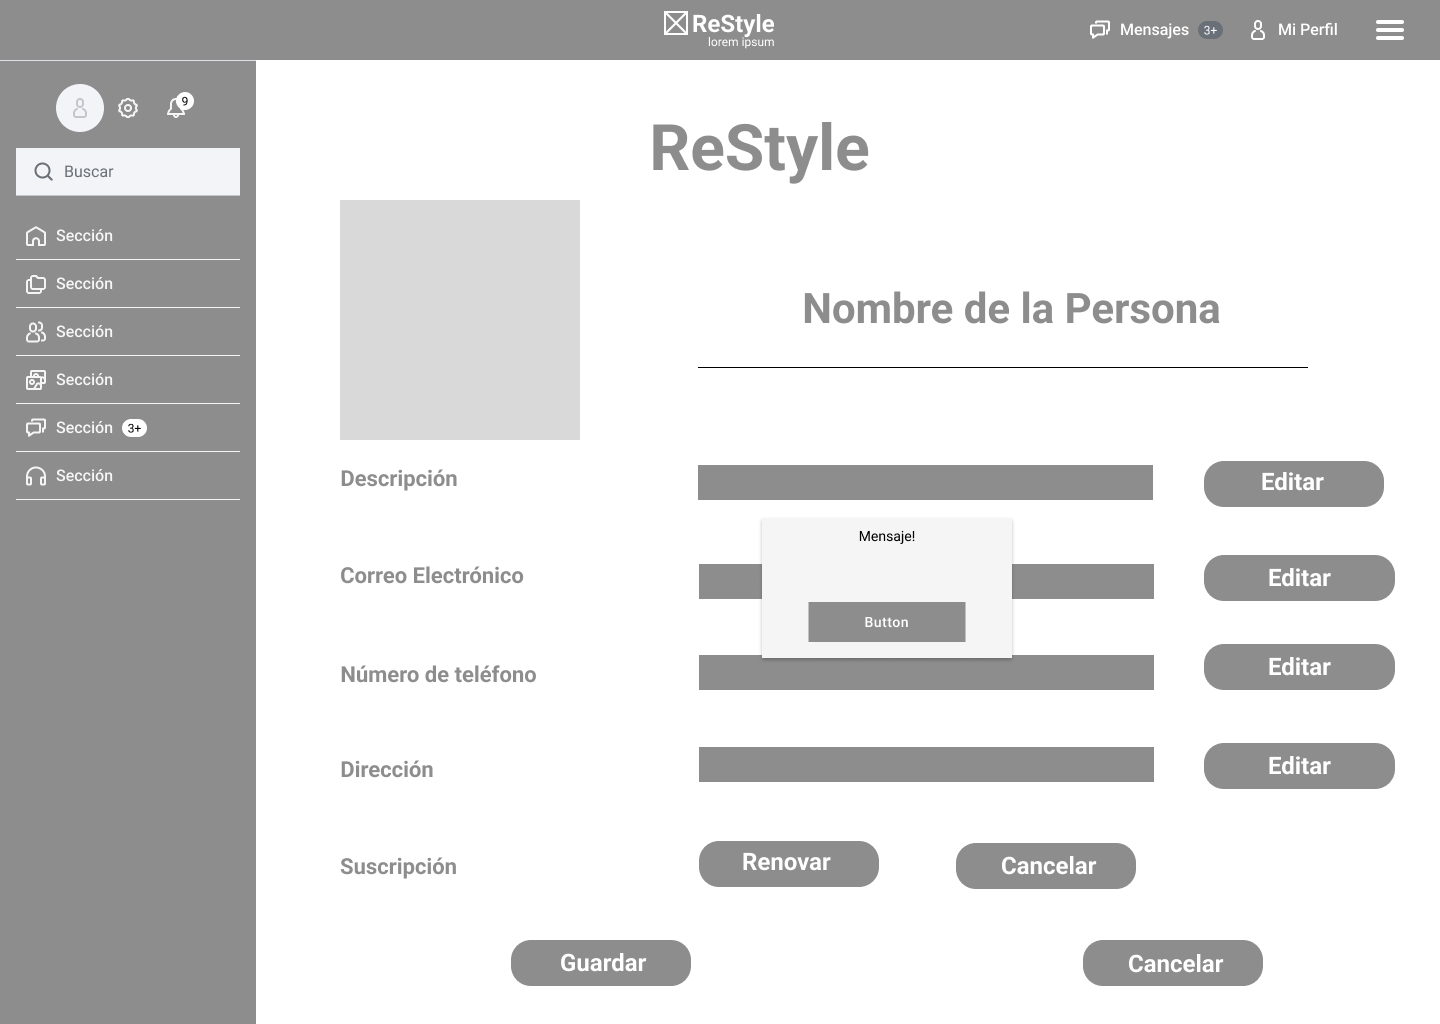 ReStyle
lorem ipsum
Mensajes 3+
Mi Perfil
9
Buscar
Sección
Sección
Sección
Sección
Sección 3+
Sección
ReStyle
Nombre de la Persona
Descripción
Editar
Mensaje!
Correo Electrónico
Editar
Button
Número de teléfono
Editar
Dirección
Editar
Suscripción
Renovar
Cancelar
Guardar
Cancelar